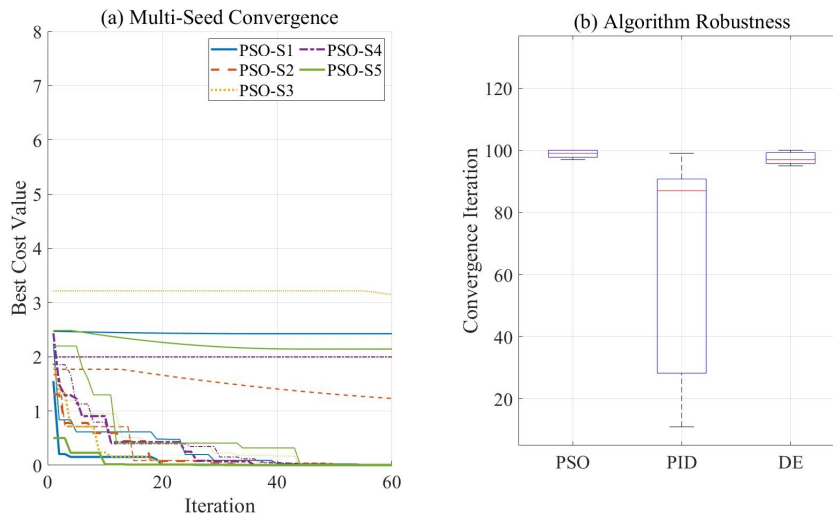 (a) Multi-Seed Convergence
8
7
6
5
4
3
2
1
0
Best Cost Value
PSO-S1
PSO-S2
PSO-S3
PSO-S4
PSO-S5
0
20
40
60
Iteration
(b) Algorithm Robustness
120
100
80
60
40
20
Convergence Iteration
PSO
PID
DE